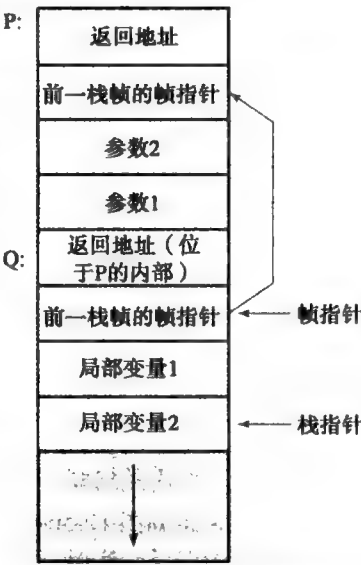 P:
返回地址
前一栈帧的帧指针
参数2
参数1
Q:
返回地址（位
于P的内部）
前一栈帧的帧指针
帧指针
局部变量1
局部变量2
栈指针